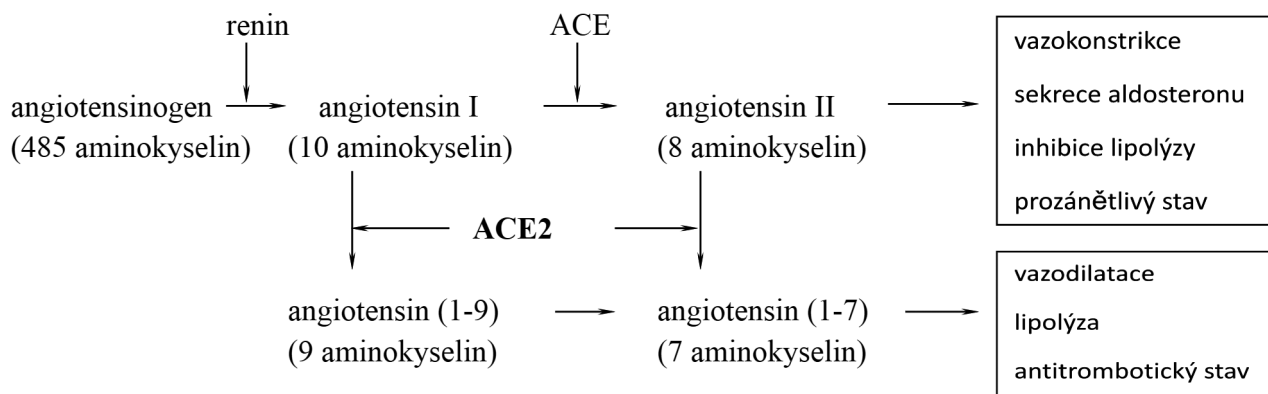 renin
ACE
angiotensinogen
(485 aminokyselin)
angiotensin I
(10 aminokyselin)
angiotensin II
(8 aminokyselin)
vazokonstrikce
sekrece aldosteronu
inhibice lipolýzy
prozánětlivý stav
ACE2
angiotensin (1-9)
(9 aminokyselin)
angiotensin (1-7)
(7 aminokyselin)
vazodilatace
lipolýza
antitrombotický stav